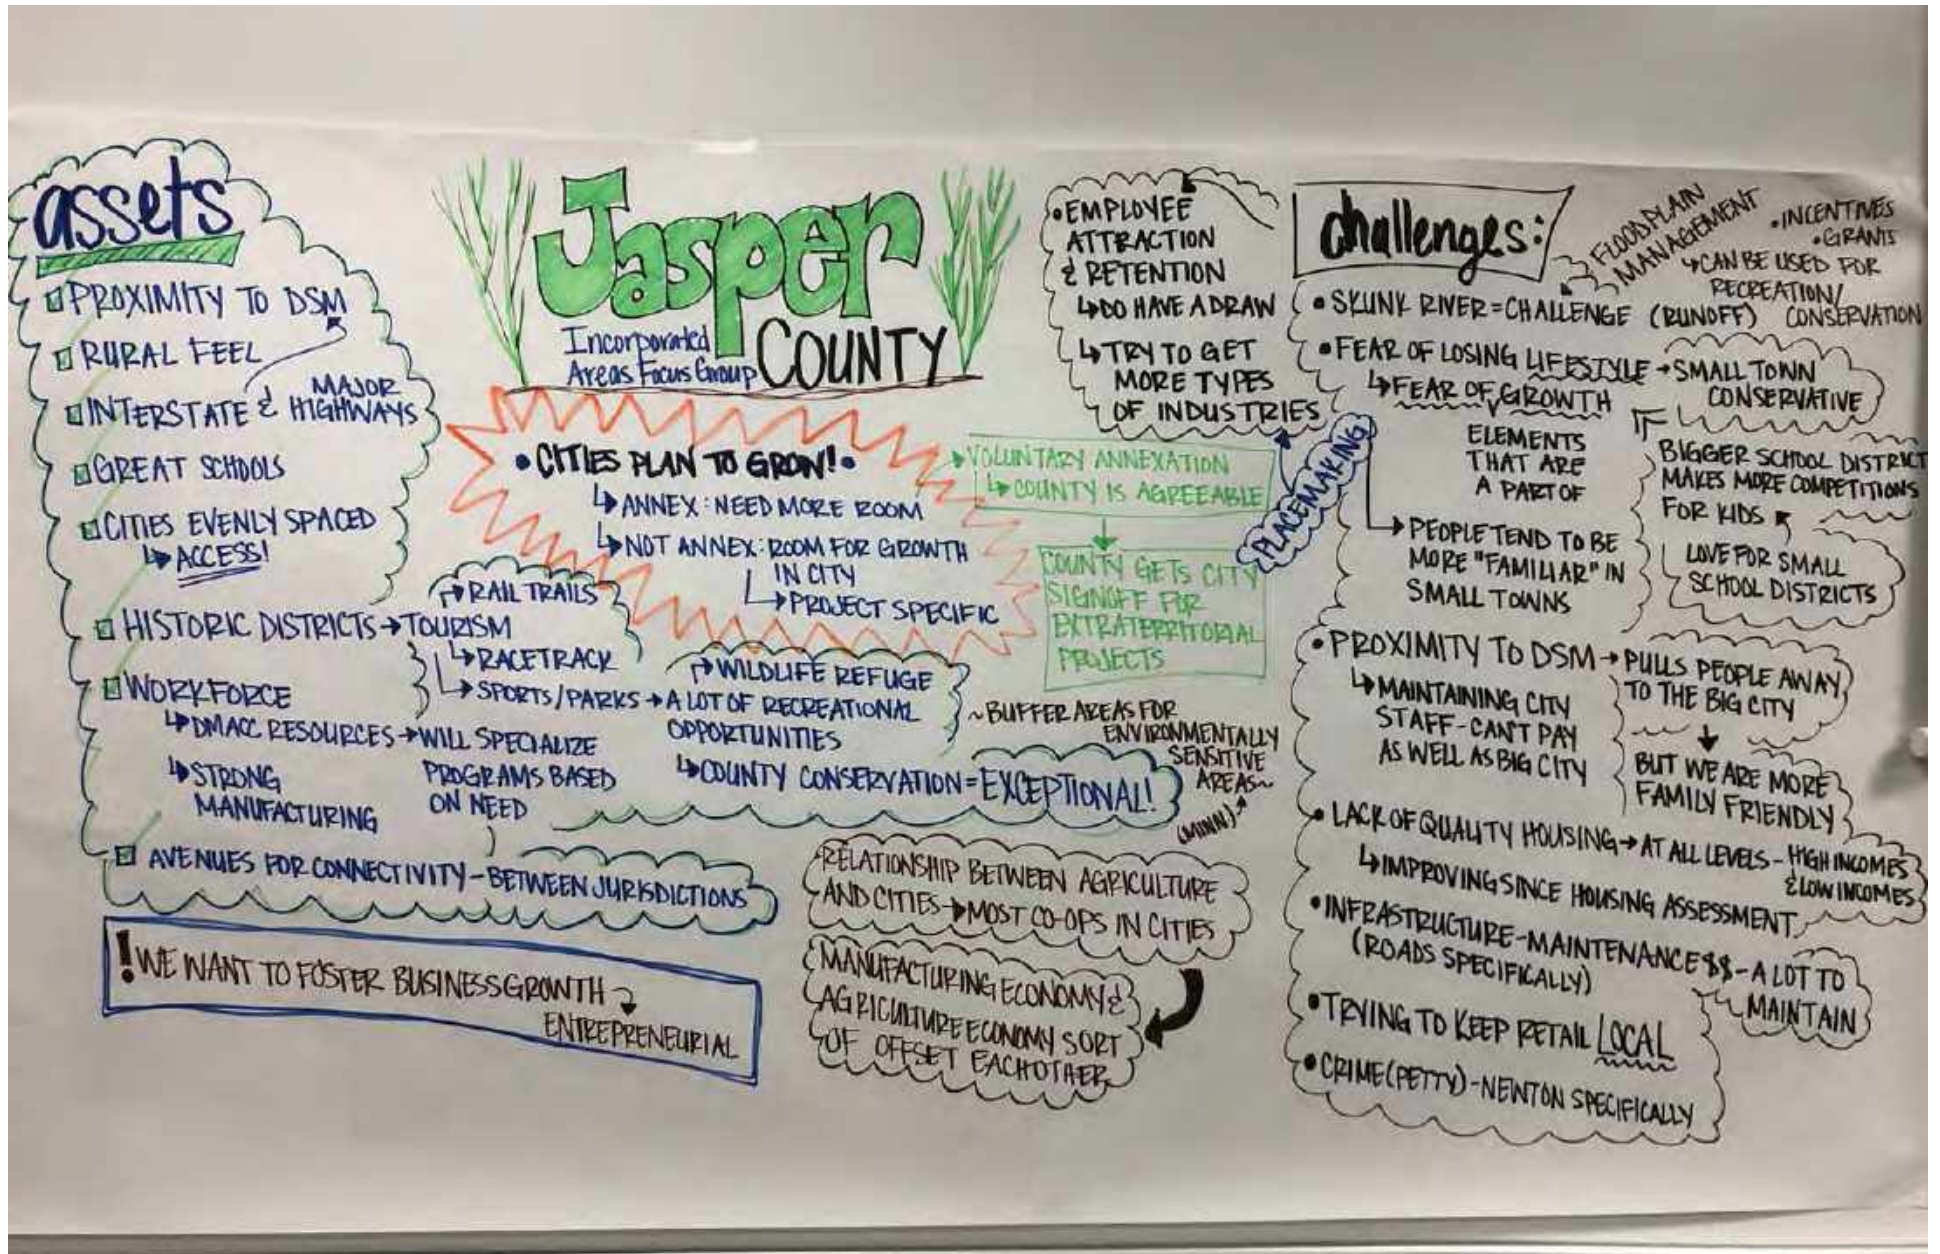 assets
PROXIMITY TO DSM
RURAL FEEL
INTERSTATE & MAJOR
HIGHWAYS
GREAT SCHOOLS
CITIES EVENLY SPACED
↳ ACCESS!
HISTORIC DISTRICTS → TOURISM
RAIL TRAILS
↳ RACETRACK
↳ SPORTS/PARKS → A LOT OF RECREATIONAL
OPPORTUNITIES
WILDLIFE REFUGE
↳ COUNTY CONSERVATION = EXCEPTIONAL!
WORKFORCE
↳ DMACC RESOURCES → WILL SPECIALIZE
PROGRAMS BASED
ON NEED
↳ STRONG
MANUFACTURING
AVENUES FOR CONNECTIVITY - BETWEEN JURISDICTIONS
! WE WANT TO FOSTER BUSINESS GROWTH
ENTREPRENEURIAL
Jasper
COUNTY
Incorporated
Areas Focus Group
• CITIES PLAN TO GROW! •
↳ ANNEX: NEED MORE ROOM
↳ NOT ANNEX: ROOM FOR GROWTH
IN CITY
↳ PROJECT SPECIFIC
VOLUNTARY ANNEXATION
↳ COUNTY IS AGREEABLE
COUNTY GETS CITY
SIGNOFF FOR
EXTRATERRITORIAL
PROJECTS
~ BUFFER AREAS FOR
ENVIRONMENTALLY
SENSITIVE
AREAS ~
(MINN)
RELATIONSHIP BETWEEN AGRICULTURE
AND CITIES → MOST CO-OPS IN CITIES
MANUFACTURING ECONOMY &
AGRICULTURE ECONOMY SORT
OF OFFSET EACHOTHER
• EMPLOYEE
ATTRACTION
& RETENTION
↳ DO HAVE A DRAW
↳ TRY TO GET
MORE TYPES
OF INDUSTRIES
PLACEMAKING
challenges:
FLOODPLAIN
MANAGEMENT
• INCENTIVES
• GRANTS
↳ CAN BE USED FOR
RECREATION/
CONSERVATION
• SKUNK RIVER = CHALLENGE (RUNOFF)
• FEAR OF LOSING LIFESTYLE → SMALL TOWN
CONSERVATIVE
↳ FEAR OF GROWTH
ELEMENTS
THAT ARE
A PART OF
→ PEOPLE TEND TO BE
MORE "FAMILIAR" IN
SMALL TOWNS
BIGGER SCHOOL DISTRICT
MAKES MORE COMPETITIONS
FOR KIDS
LOVE FOR SMALL
SCHOOL DISTRICTS
• PROXIMITY TO DSM → PULLS PEOPLE AWAY
TO THE BIG CITY
BUT WE ARE MORE
FAMILY FRIENDLY
↳ MAINTAINING CITY
STAFF - CAN'T PAY
AS WELL AS BIG CITY
• LACK OF QUALITY HOUSING → AT ALL LEVELS - HIGH INCOMES
& LOW INCOMES
↳ IMPROVING SINCE HOUSING ASSESSMENT
• INFRASTRUCTURE - MAINTENANCE $$ - A LOT TO
MAINTAIN
(ROADS SPECIFICALLY)
• TRYING TO KEEP RETAIL LOCAL
• CRIME (PETTY) - NEWTON SPECIFICALLY